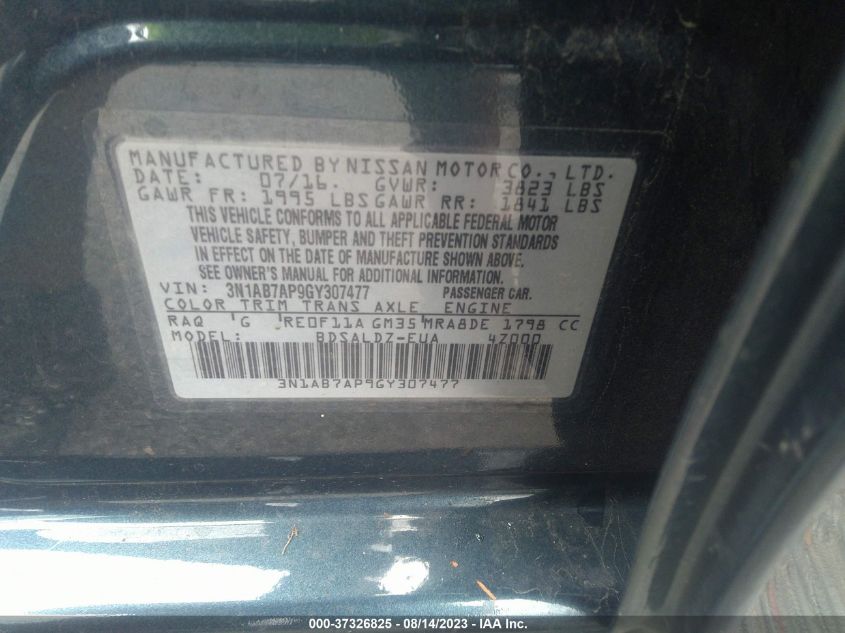 MANUFACTURED BY NISSAN MOTOR CO., LTD.
DATE: 07/16. GVWR: 3823 LBS
GAWR FR: 1995 LBS GAWR RR: 1841 LBS
THIS VEHICLE CONFORMS TO ALL APPLICABLE FEDERAL MOTOR
VEHICLE SAFETY, BUMPER AND THEFT PREVENTION STANDARDS
IN EFFECT ON THE DATE OF MANUFACTURE SHOWN ABOVE.
SEE OWNER'S MANUAL FOR ADDITIONAL INFORMATION.
VIN: 3N1AB7AP9GY307477 PASSENGER CAR.
COLOR TRIM TRANS AXLE ENGINE
RAQ 'G 'RE0F11A GM35'MRA8DE 1798 CC
MODEL: BDSALDZ-EUA 4Z000
3N1AB7AP9GY307477
000-37326825 - 08/14/2023 - IAA Inc.